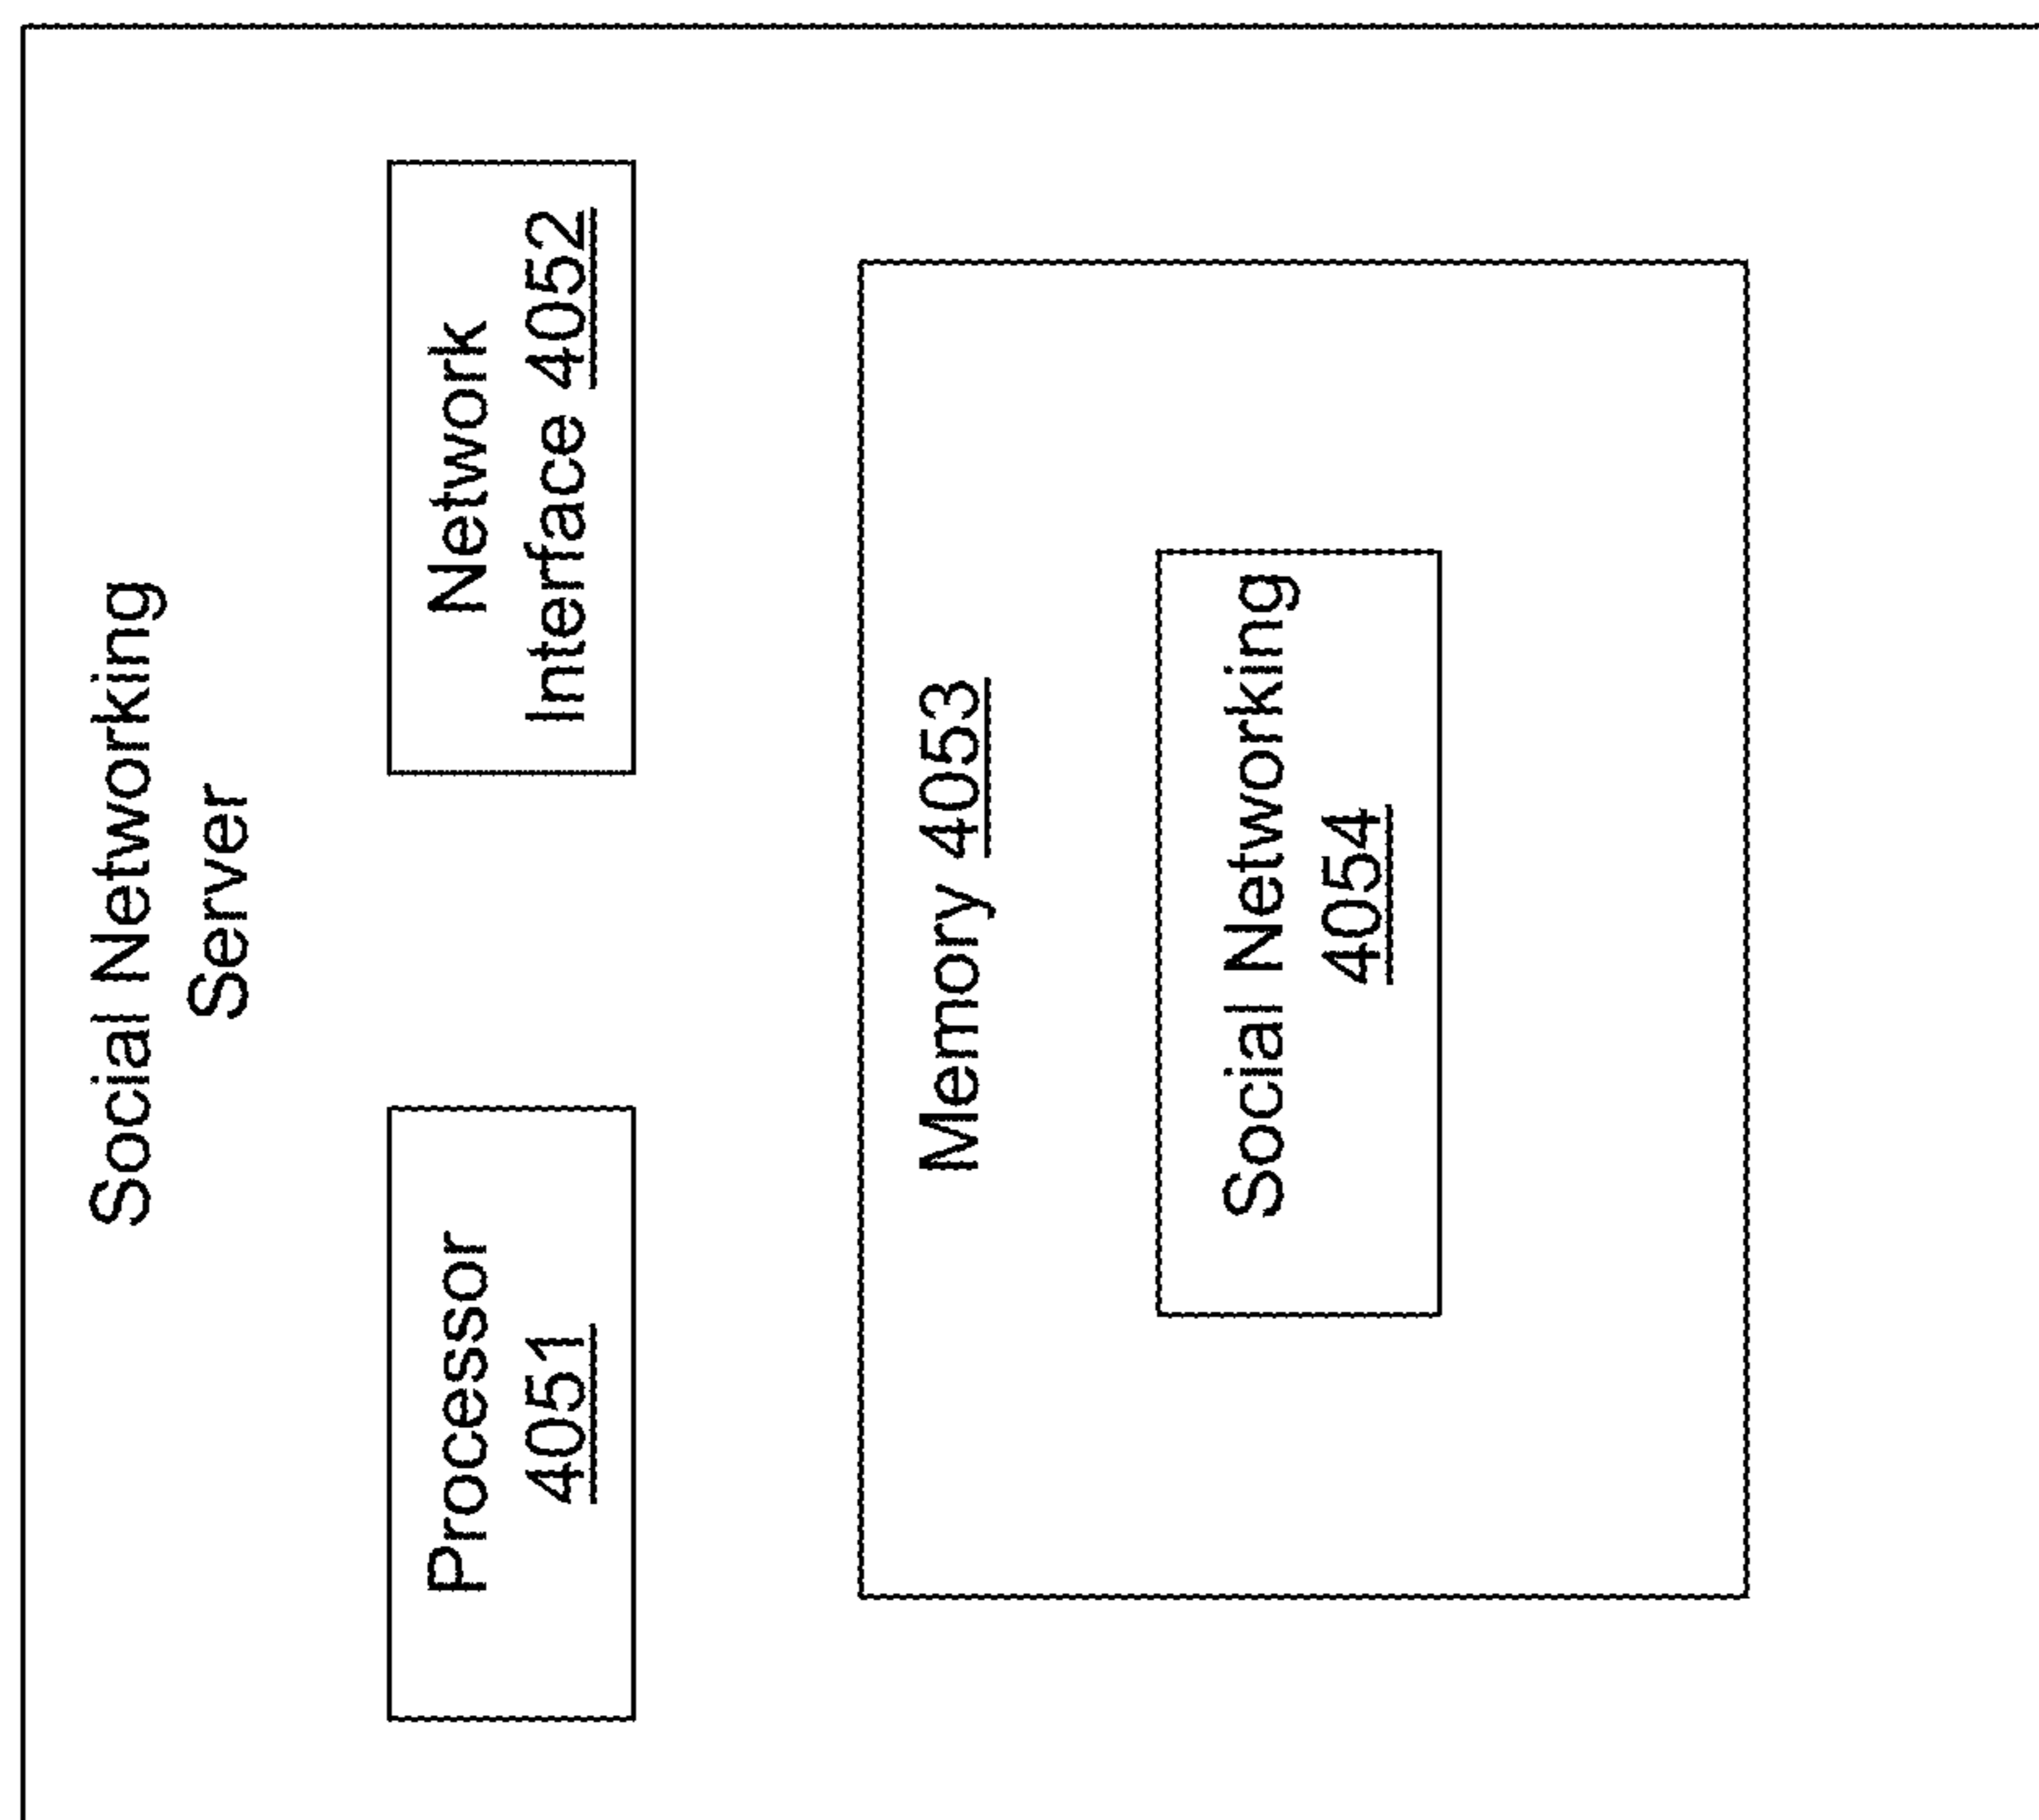 Social Networking
Server
Processor
4051
Network
Interface 4052
Memory 4053
Social Networking
4054